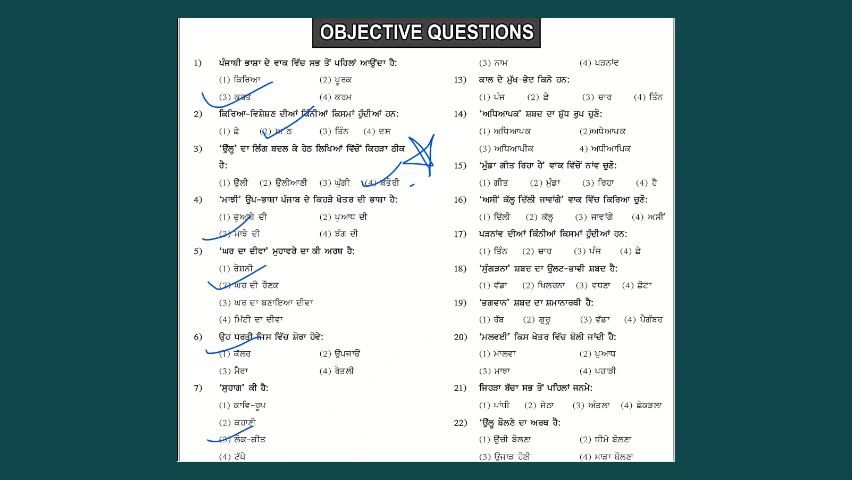 OBJECTIVE QUESTIONS
1) ਪੰਜਾਬੀ ਭਾਸ਼ਾ ਦੇ ਵਾਕ ਵਿੱਚ ਸਭ ਤੋਂ ਪਹਿਲਾਂ ਆਉਂਦਾ ਹੈ:
(1) ਕਿਰਿਆ (2) ਪੂਰਕ
(3) ਕਰਤਾ (4) ਕਰਮ
2) ਕਿਰਿਆ-ਵਿਸ਼ੇਸ਼ਣ ਦੀਆਂ ਕਿੰਨੀਆਂ ਕਿਸਮਾਂ ਹੁੰਦੀਆਂ ਹਨ:
(1) ਛੇ (2) ਅੱਠ (3) ਤਿੰਨ (4) ਦਸ
3) 'ਉੱਲੂ' ਦਾ ਲਿੰਗ ਬਦਲ ਕੇ ਹੇਠ ਲਿਖਿਆਂ ਵਿੱਚੋਂ ਕਿਹੜਾ ਠੀਕ
ਹੈ:
(1) ਉੱਲੀ (2) ਉੱਲੀਆਣੀ (3) ਘੁੱਗੀ (4) ਬਤੌਰੀ
4) 'ਮਾਝੀ' ਉਪ-ਭਾਸ਼ਾ ਪੰਜਾਬ ਦੇ ਕਿਹੜੇ ਖੇਤਰ ਦੀ ਭਾਸ਼ਾ ਹੈ:
(1) ਦੁਆਬੇ ਦੀ (2) ਪੁਆਧ ਦੀ
(3) ਮਾਝੇ ਦੀ (4) ਝੰਗ ਦੀ
5) 'ਘਰ ਦਾ ਦੀਵਾ' ਮੁਹਾਵਰੇ ਦਾ ਕੀ ਅਰਥ ਹੈ:
(1) ਰੋਸ਼ਨੀ
(2) ਘਰ ਦੀ ਰੌਣਕ
(3) ਘਰ ਦਾ ਬਣਾਇਆ ਦੀਵਾ
(4) ਮਿੱਟੀ ਦਾ ਦੀਵਾ
6) ਉਹ ਧਰਤੀ ਜਿਸ ਵਿੱਚ ਸ਼ੋਰਾ ਹੋਵੇ:
(1) ਕੱਲਰ (2) ਉਪਜਾਊ
(3) ਮੈਰਾ (4) ਰੇਤਲੀ
7) 'ਸੁਹਾਗ' ਕੀ ਹੈ:
(1) ਕਾਵਿ-ਰੂਪ
(2) ਕਹਾਣੀ
(3) ਲੋਕ-ਗੀਤ
(4) ਟੱਪੇ
(3) ਨਾਮ (4) ਪੜਨਾਂਵ
13) ਕਾਲ ਦੇ ਮੁੱਖ-ਭੇਦ ਕਿੰਨੇ ਹਨ:
(1) ਪੰਜ (2) ਛੇ (3) ਚਾਰ (4) ਤਿੰਨ
14) 'ਅਧਿਆਪਕ' ਸ਼ਬਦ ਦਾ ਸ਼ੁੱਧ ਰੂਪ ਚੁਣੋ:
(1) ਅਧਿਆਪਕ (2)ਅਧਿਆਪਕ
(3) ਅਧਿਆਪੀਕ (4) ਅਧੀਆਪਿਕ
15) 'ਮੁੰਡਾ ਗੀਤ ਰਿਹਾ ਹੈ' ਵਾਕ ਵਿੱਚੋਂ ਨਾਂਵ ਚੁਣੋ:
(1) ਗੀਤ (2) ਮੁੰਡਾ (3) ਰਿਹਾ (4) ਹੈ
16) 'ਅਸੀਂ ਕੱਲ੍ਹ ਦਿੱਲੀ ਜਾਵਾਂਗੇ' ਵਾਕ ਵਿੱਚ ਕਿਰਿਆ ਚੁਣੋ:
(1) ਦਿੱਲੀ (2) ਕੱਲ੍ਹ (3) ਜਾਵਾਂਗੇ (4) ਅਸੀਂ
17) ਪੜਨਾਂਵ ਦੀਆਂ ਕਿੰਨੀਆਂ ਕਿਸਮਾਂ ਹੁੰਦੀਆਂ ਹਨ:
(1) ਤਿੰਨ (2) ਚਾਰ (3) ਪੰਜ (4) ਛੇ
18) 'ਸੁੰਗੜਨਾ' ਸ਼ਬਦ ਦਾ ਉਲਟ-ਭਾਵੀ ਸ਼ਬਦ ਹੈ:
(1) ਵੱਡਾ (2) ਖਿਲਰਨਾ (3) ਵਧਣਾ (4) ਛੋਟਾ
19) 'ਭਗਵਾਨ' ਸ਼ਬਦ ਦਾ ਸਮਾਨਾਰਥੀ ਹੈ:
(1) ਰੱਬ (2) ਗੁਰੂ (3) ਵੱਡਾ (4) ਪੈਗੰਬਰ
20) 'ਮਲਵਈ' ਕਿਸ ਖੇਤਰ ਵਿੱਚ ਬੋਲੀ ਜਾਂਦੀ ਹੈ:
(1) ਮਾਲਵਾ (2) ਪੁਆਧ
(3) ਮਾਝਾ (4) ਪਹਾੜੀ
21) ਜਿਹੜਾ ਬੱਚਾ ਸਭ ਤੋਂ ਪਹਿਲਾਂ ਜਨਮੇ:
(1) ਪਾਂਧੀ (2) ਜੇਠਾ (3) ਅੰਤਲਾ (4) ਛੇਕੜਲਾ
22) 'ਉੱਲੂ ਬੋਲਣੇ ਦਾ ਅਰਥ ਹੈ:
(1) ਉੱਚੀ ਬੋਲਣਾ (2) ਧੀਮੇ ਬੋਲਣਾ
(3) ਉਜਾੜ ਹੋਣੀ (4) ਮਾੜਾ ਬੋਲਣਾ